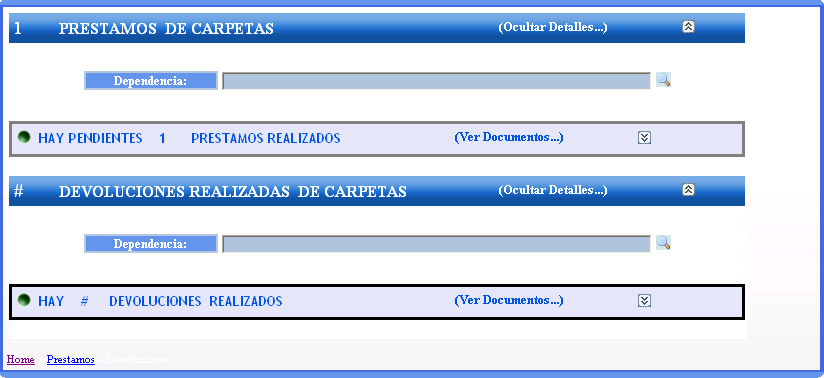 1 PRESTAMOS DE CARPETAS (Ocultar Detalles...)
Dependencia:
HAY PENDIENTES 1 PRESTAMOS REALIZADOS (Ver Documentos...)
# DEVOLUCIONES REALIZADAS DE CARPETAS (Ocultar Detalles...)
Dependencia:
HAY # DEVOLUCIONES REALIZADOS (Ver Documentos...)
Home Prestamos